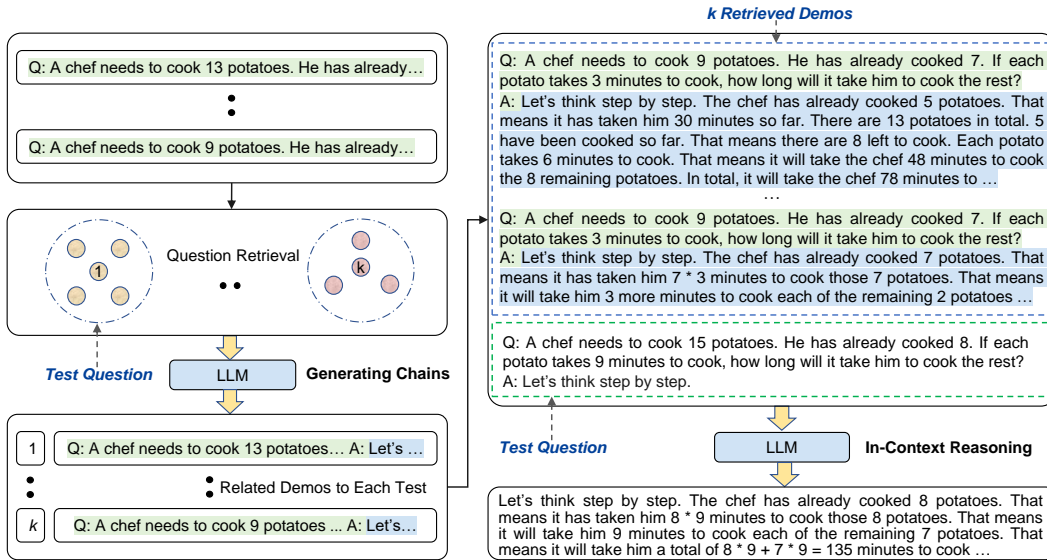 Q: A chef needs to cook 13 potatoes. He has already…
Q: A chef needs to cook 9 potatoes. He has already…
1
Question Retrieval
k
Test Question
LLM
Generating Chains
1
Q: A chef needs to cook 13 potatoes… A: Let's …
Related Demos to Each Test
k
Q: A chef needs to cook 9 potatoes ... A: Let's…
k Retrieved Demos
Q: A chef needs to cook 9 potatoes. He has already cooked 7. If each
potato takes 3 minutes to cook, how long will it take him to cook the rest?
A: Let's think step by step. The chef has already cooked 5 potatoes. That
means it has taken him 30 minutes so far. There are 13 potatoes in total. 5
have been cooked so far. That means there are 8 left to cook. Each potato
takes 6 minutes to cook. That means it will take the chef 48 minutes to cook
the 8 remaining potatoes. In total, it will take the chef 78 minutes to …
…
Q: A chef needs to cook 9 potatoes. He has already cooked 7. If each
potato takes 3 minutes to cook, how long will it take him to cook the rest?
A: Let's think step by step. The chef has already cooked 7 potatoes. That
means it has taken him 7 * 3 minutes to cook those 7 potatoes. That means
it will take him 3 more minutes to cook each of the remaining 2 potatoes …
Q: A chef needs to cook 15 potatoes. He has already cooked 8. If each
potato takes 9 minutes to cook, how long will it take him to cook the rest?
A: Let's think step by step.
Test Question
LLM
In-Context Reasoning
Let's think step by step. The chef has already cooked 8 potatoes. That
means it has taken him 8 * 9 minutes to cook those 8 potatoes. That means
it will take him 9 minutes to cook each of the remaining 7 potatoes. That
means it will take him a total of 8 * 9 + 7 * 9 = 135 minutes to cook …